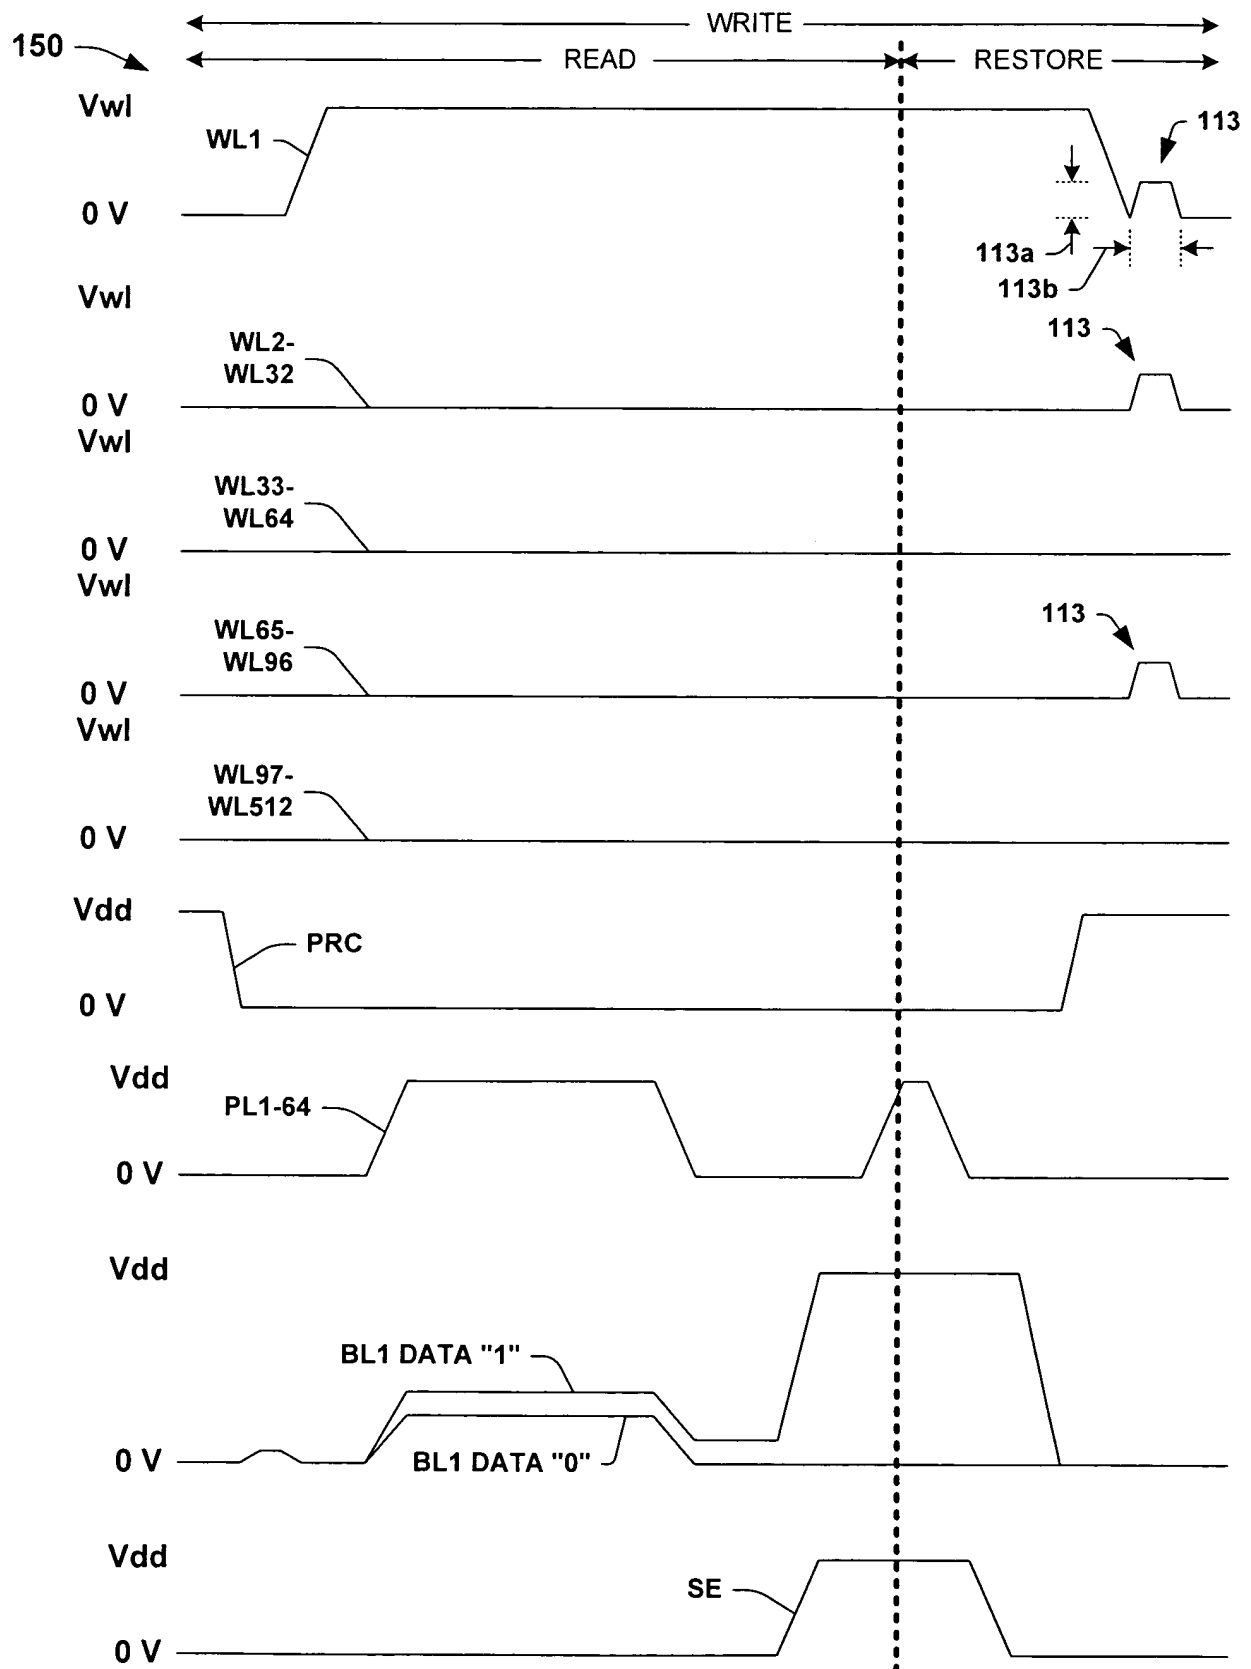 WRITE
150
READ
RESTORE
Vwl
WL1
113
0 V
113a
113b
Vwl
113
WL2-
WL32
0 V
Vwl
WL33-
WL64
0 V
Vwl
113
WL65-
WL96
0 V
Vwl
WL97-
WL512
0 V
Vdd
PRC
0 V
Vdd
PL1-64
0 V
Vdd
BL1 DATA "1"
0 V
BL1 DATA "0"
Vdd
SE
0 V